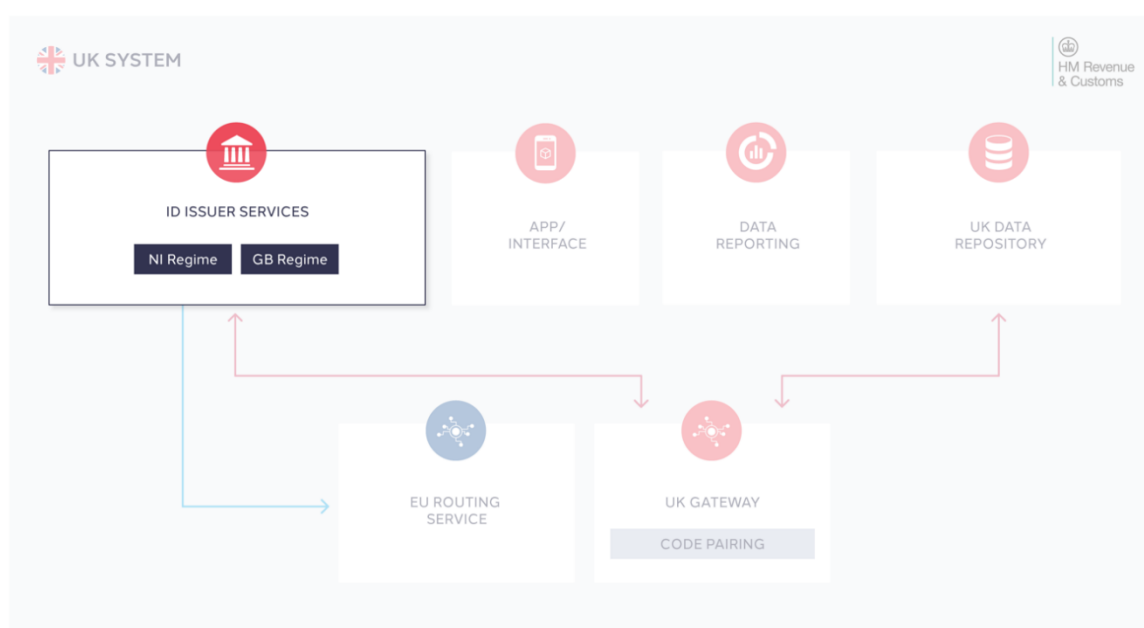 UK SYSTEM
HM Revenue
& Customs
ID ISSUER SERVICES
NI Regime
GB Regime
APP/
INTERFACE
DATA
REPORTING
UK DATA
REPOSITORY
EU ROUTING
SERVICE
UK GATEWAY
CODE PAIRING